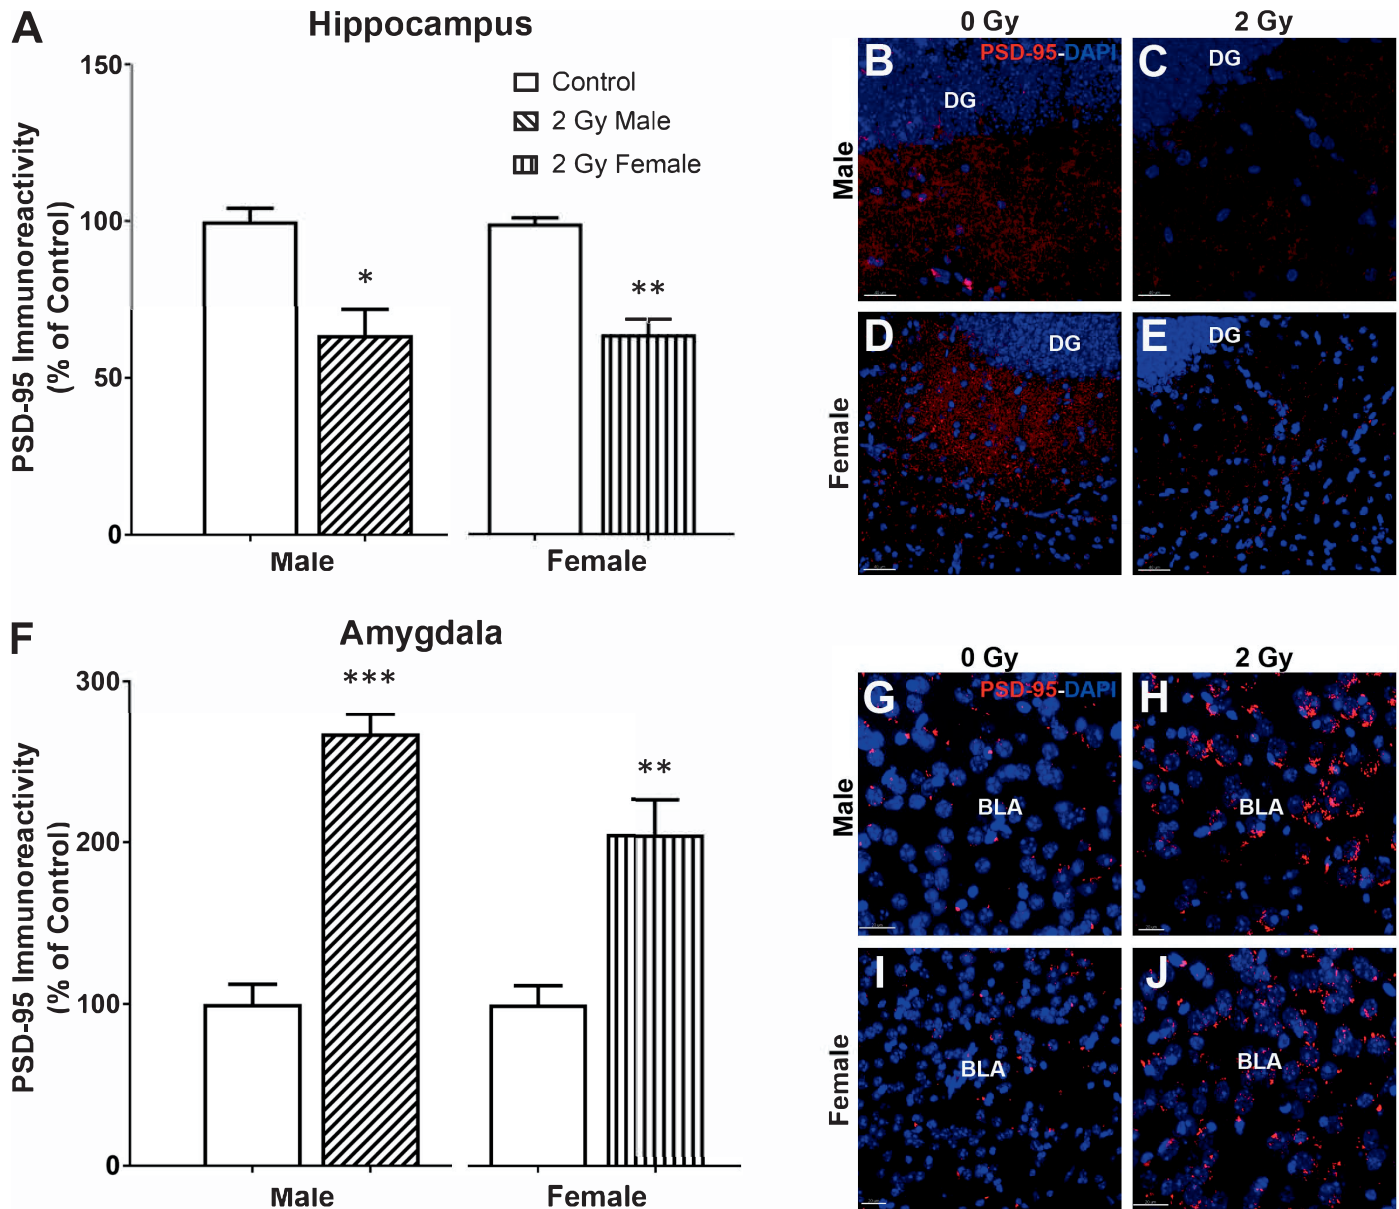 A
Hippocampus
PSD-95 Immunoreactivity
(% of Control)
150
100
50
0
Control
2 Gy Male
2 Gy Female
*
**
Male
Female
0 Gy
2 Gy
Male
Female
B
PSD-95-DAPI
DG
C
DG
D
DG
E
DG
F
Amygdala
PSD-95 Immunoreactivity
(% of Control)
300
200
100
0
***
**
Male
Female
0 Gy
2 Gy
Male
Female
G
PSD-95-DAPI
BLA
H
BLA
I
BLA
J
BLA